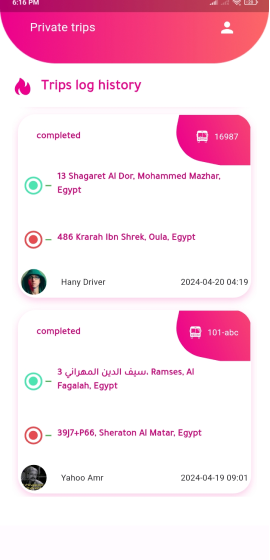 6:16 PM
Private trips
Trips log history
completed
16987
13 Shagaret Al Dor, Mohammed Mazhar,
Egypt
486 Krarah Ibn Shrek, Oula, Egypt
Hany Driver
2024-04-20 04:19
completed
101-abc
3 سيف الدين المهراني، Ramses, Al
Fagalah, Egypt
39J7+P66, Sheraton Al Matar, Egypt
Yahoo Amr
2024-04-19 09:01